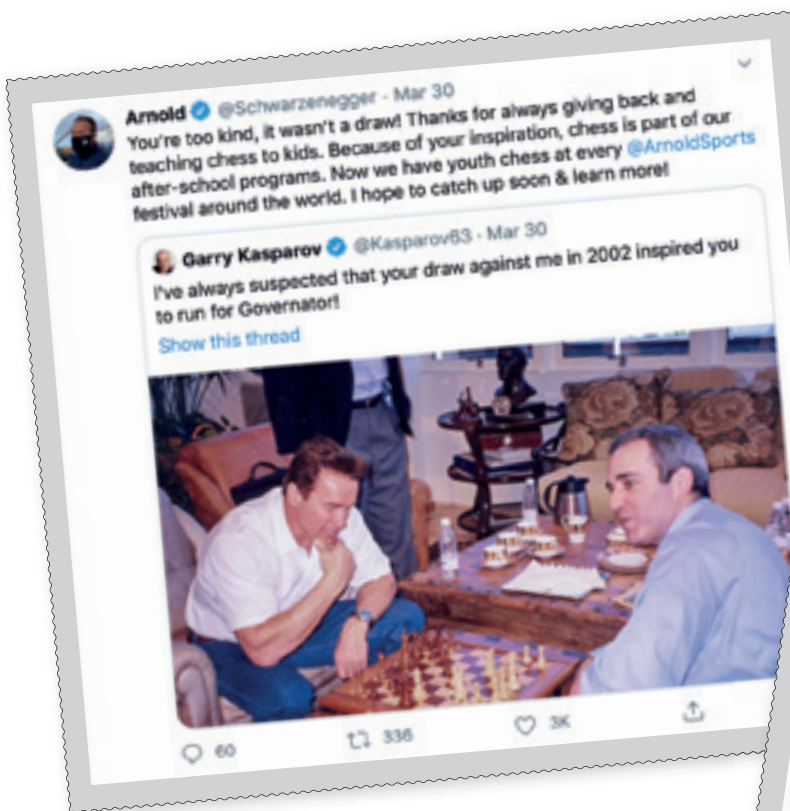 Arnold @Schwarzenegger - Mar 30
You're too kind, it wasn't a draw! Thanks for always giving back and
teaching chess to kids. Because of your inspiration, chess is part of our
after-school programs. Now we have youth chess at every @ArnoldSports
festival around the world. I hope to catch up soon & learn more!
Garry Kasparov @Kasparov63 · Mar 30
I've always suspected that your draw against me in 2002 inspired you
to run for Governator!
Show this thread
60 336 3K